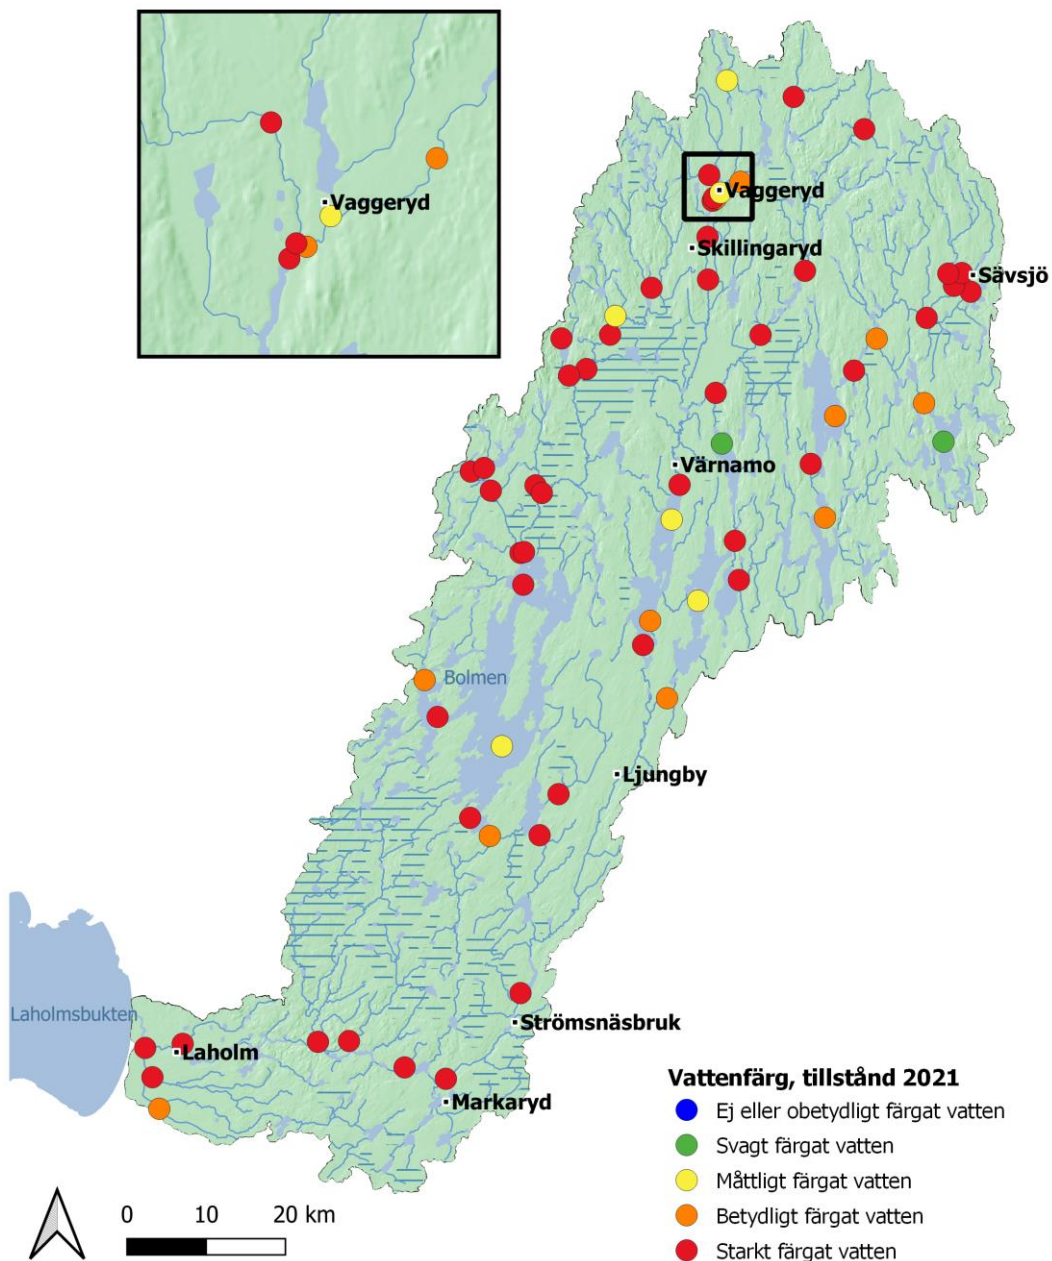 Vaggeryd
Vaggeryd
Skillingaryd
Sävsjö
Värnamo
Bolmen
Ljungby
Laholmsbukten
Strömsnäsbruk
Laholm
Markaryd
Vattenfärg, tillstånd 2021
Ej eller obetydligt färgat vatten
Svagt färgat vatten
Måttligt färgat vatten
Betydligt färgat vatten
Starkt färgat vatten
0 10 20 km